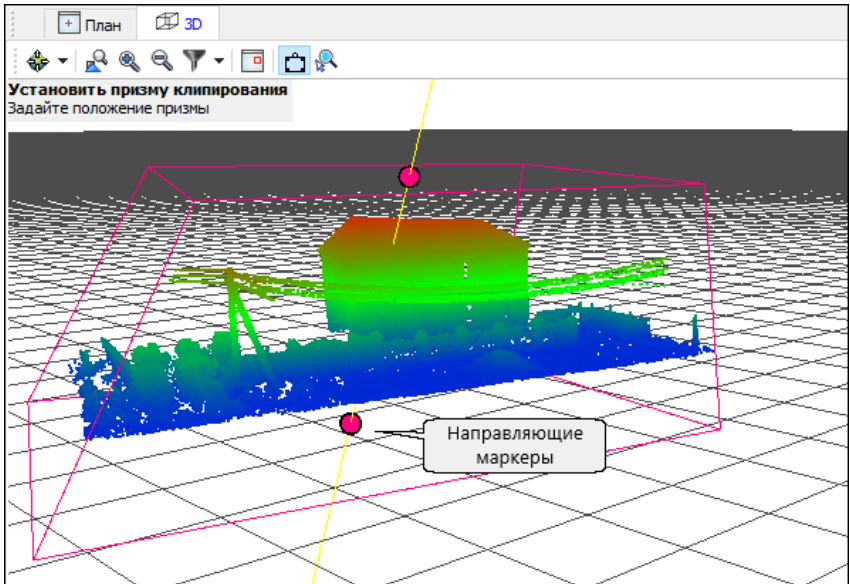 План
3D
Установить призму клипирования
Задайте положение призмы
Направляющие
маркеры